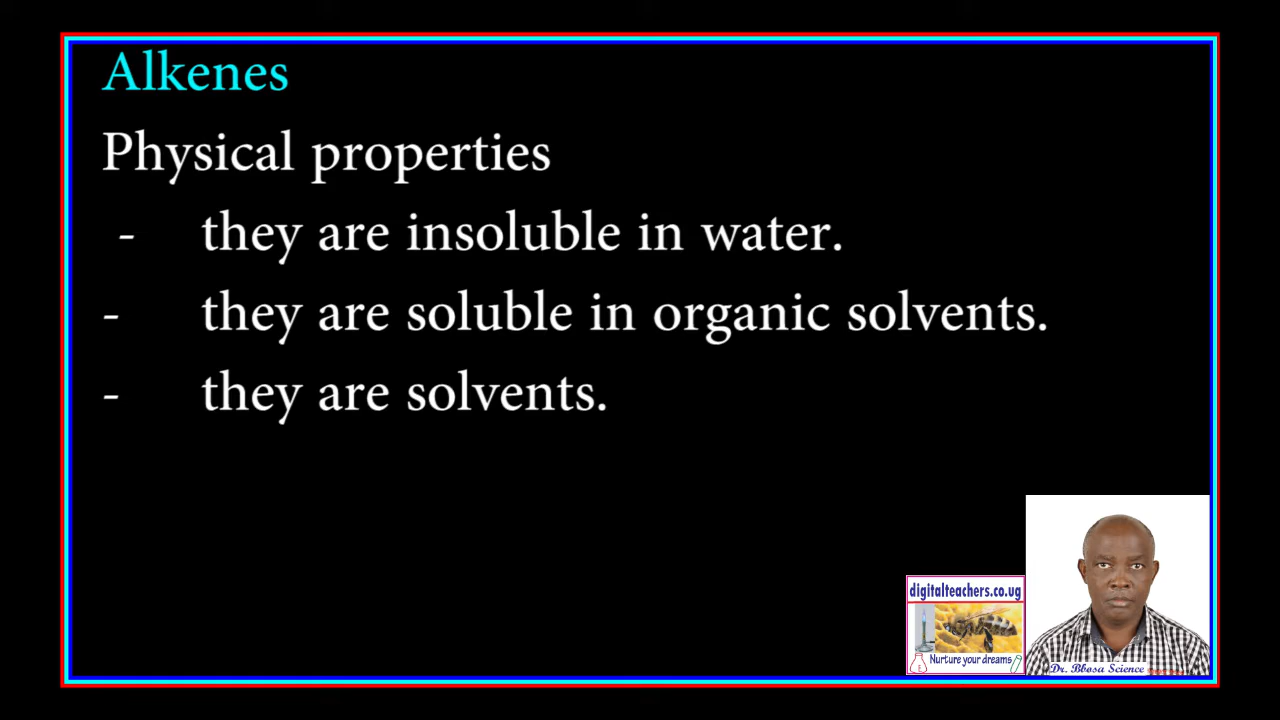 Alkenes
Physical properties
- they are insoluble in water.
- they are soluble in organic solvents.
- they are solvents.
digitalteachers.co.ug
Nurture your dreams
Dr. Bbosa Science